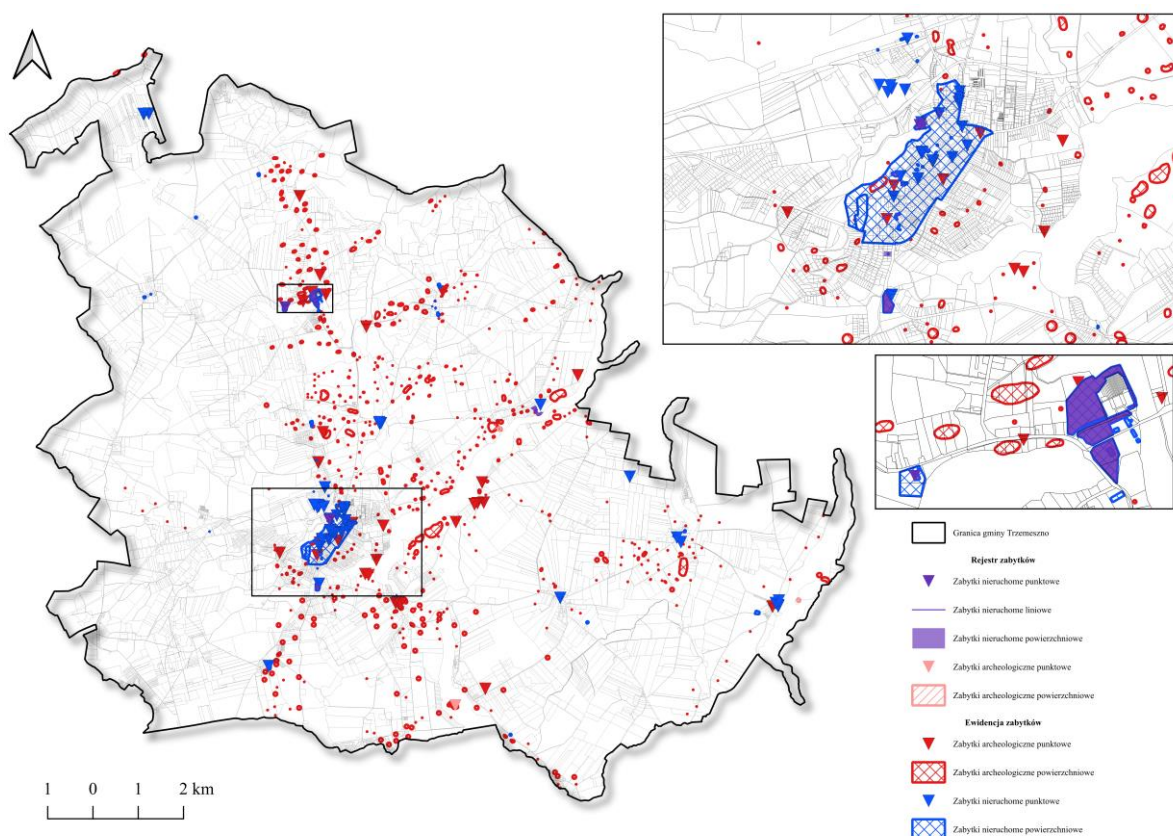 Granica gminy Trzemeszno
Rejestr zabytków
Zabytki nieruchome punktowe
Zabytki nieruchome liniowe
Zabytki nieruchome powierzchniowe
Zabytki archeologiczne punktowe
Zabytki archeologiczne powierzchniowe
Ewidencja zabytków
Zabytki archeologiczne punktowe
Zabytki archeologiczne powierzchniowe
Zabytki nieruchome punktowe
Zabytki nieruchome powierzchniowe
1 0 1 2 km